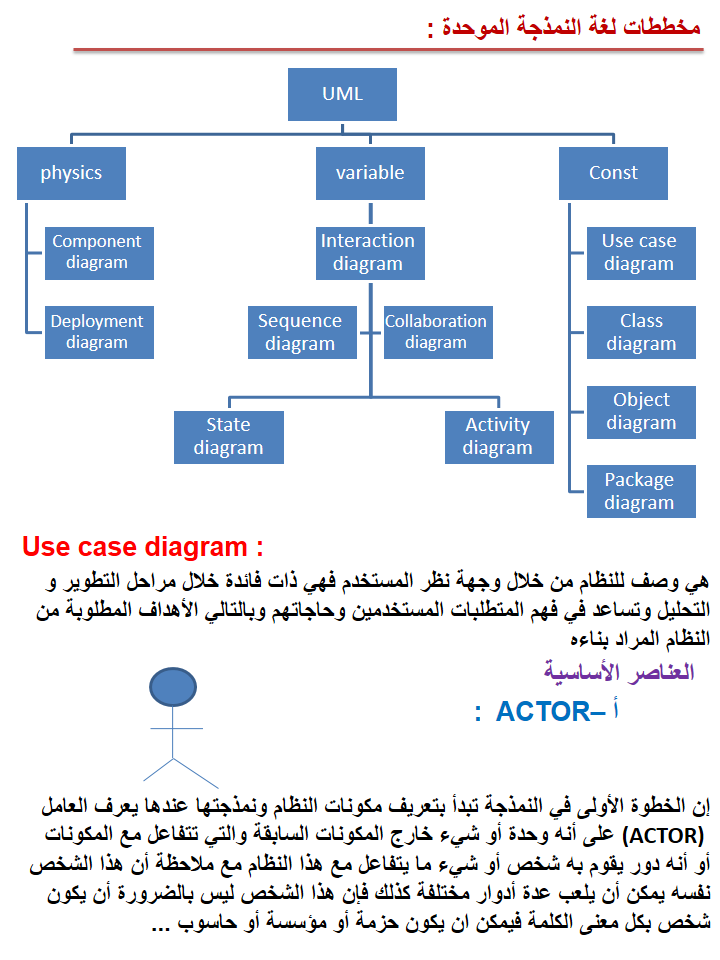 مخططات لغة النمذجة الموحدة :
UML
physics
variable
Const
Component
diagram
Deployment
diagram
Interaction
diagram
Sequence
diagram
Collaboration
diagram
State
diagram
Activity
diagram
Use case
diagram
Class
diagram
Object
diagram
Package
diagram
Use case diagram :
هي وصف للنظام من خلال وجهة نظر المستخدم فهي ذات فائدة خلال مراحل التطوير و
التحليل وتساعد في فهم المتطلبات المستخدمين وحاجاتهم وبالتالي الأهداف المطلوبة من
النظام المراد بناءه
العناصر الأساسية
أ –ACTOR :
إن الخطوة الأولى في النمذجة تبدأ بتعريف مكونات النظام ونمذجتها عندها يعرف العامل
(ACTOR) على أنه وحدة أو شيء خارج المكونات السابقة والتي تتفاعل مع المكونات
أو أنه دور يقوم به شخص أو شيء ما يتفاعل مع هذا النظام مع ملاحظة أن هذا الشخص
نفسه يمكن أن يلعب عدة أدوار مختلفة كذلك فإن هذا الشخص ليس بالضرورة أن يكون
شخص بكل معنى الكلمة فيمكن ان يكون حزمة أو مؤسسة أو حاسوب ...